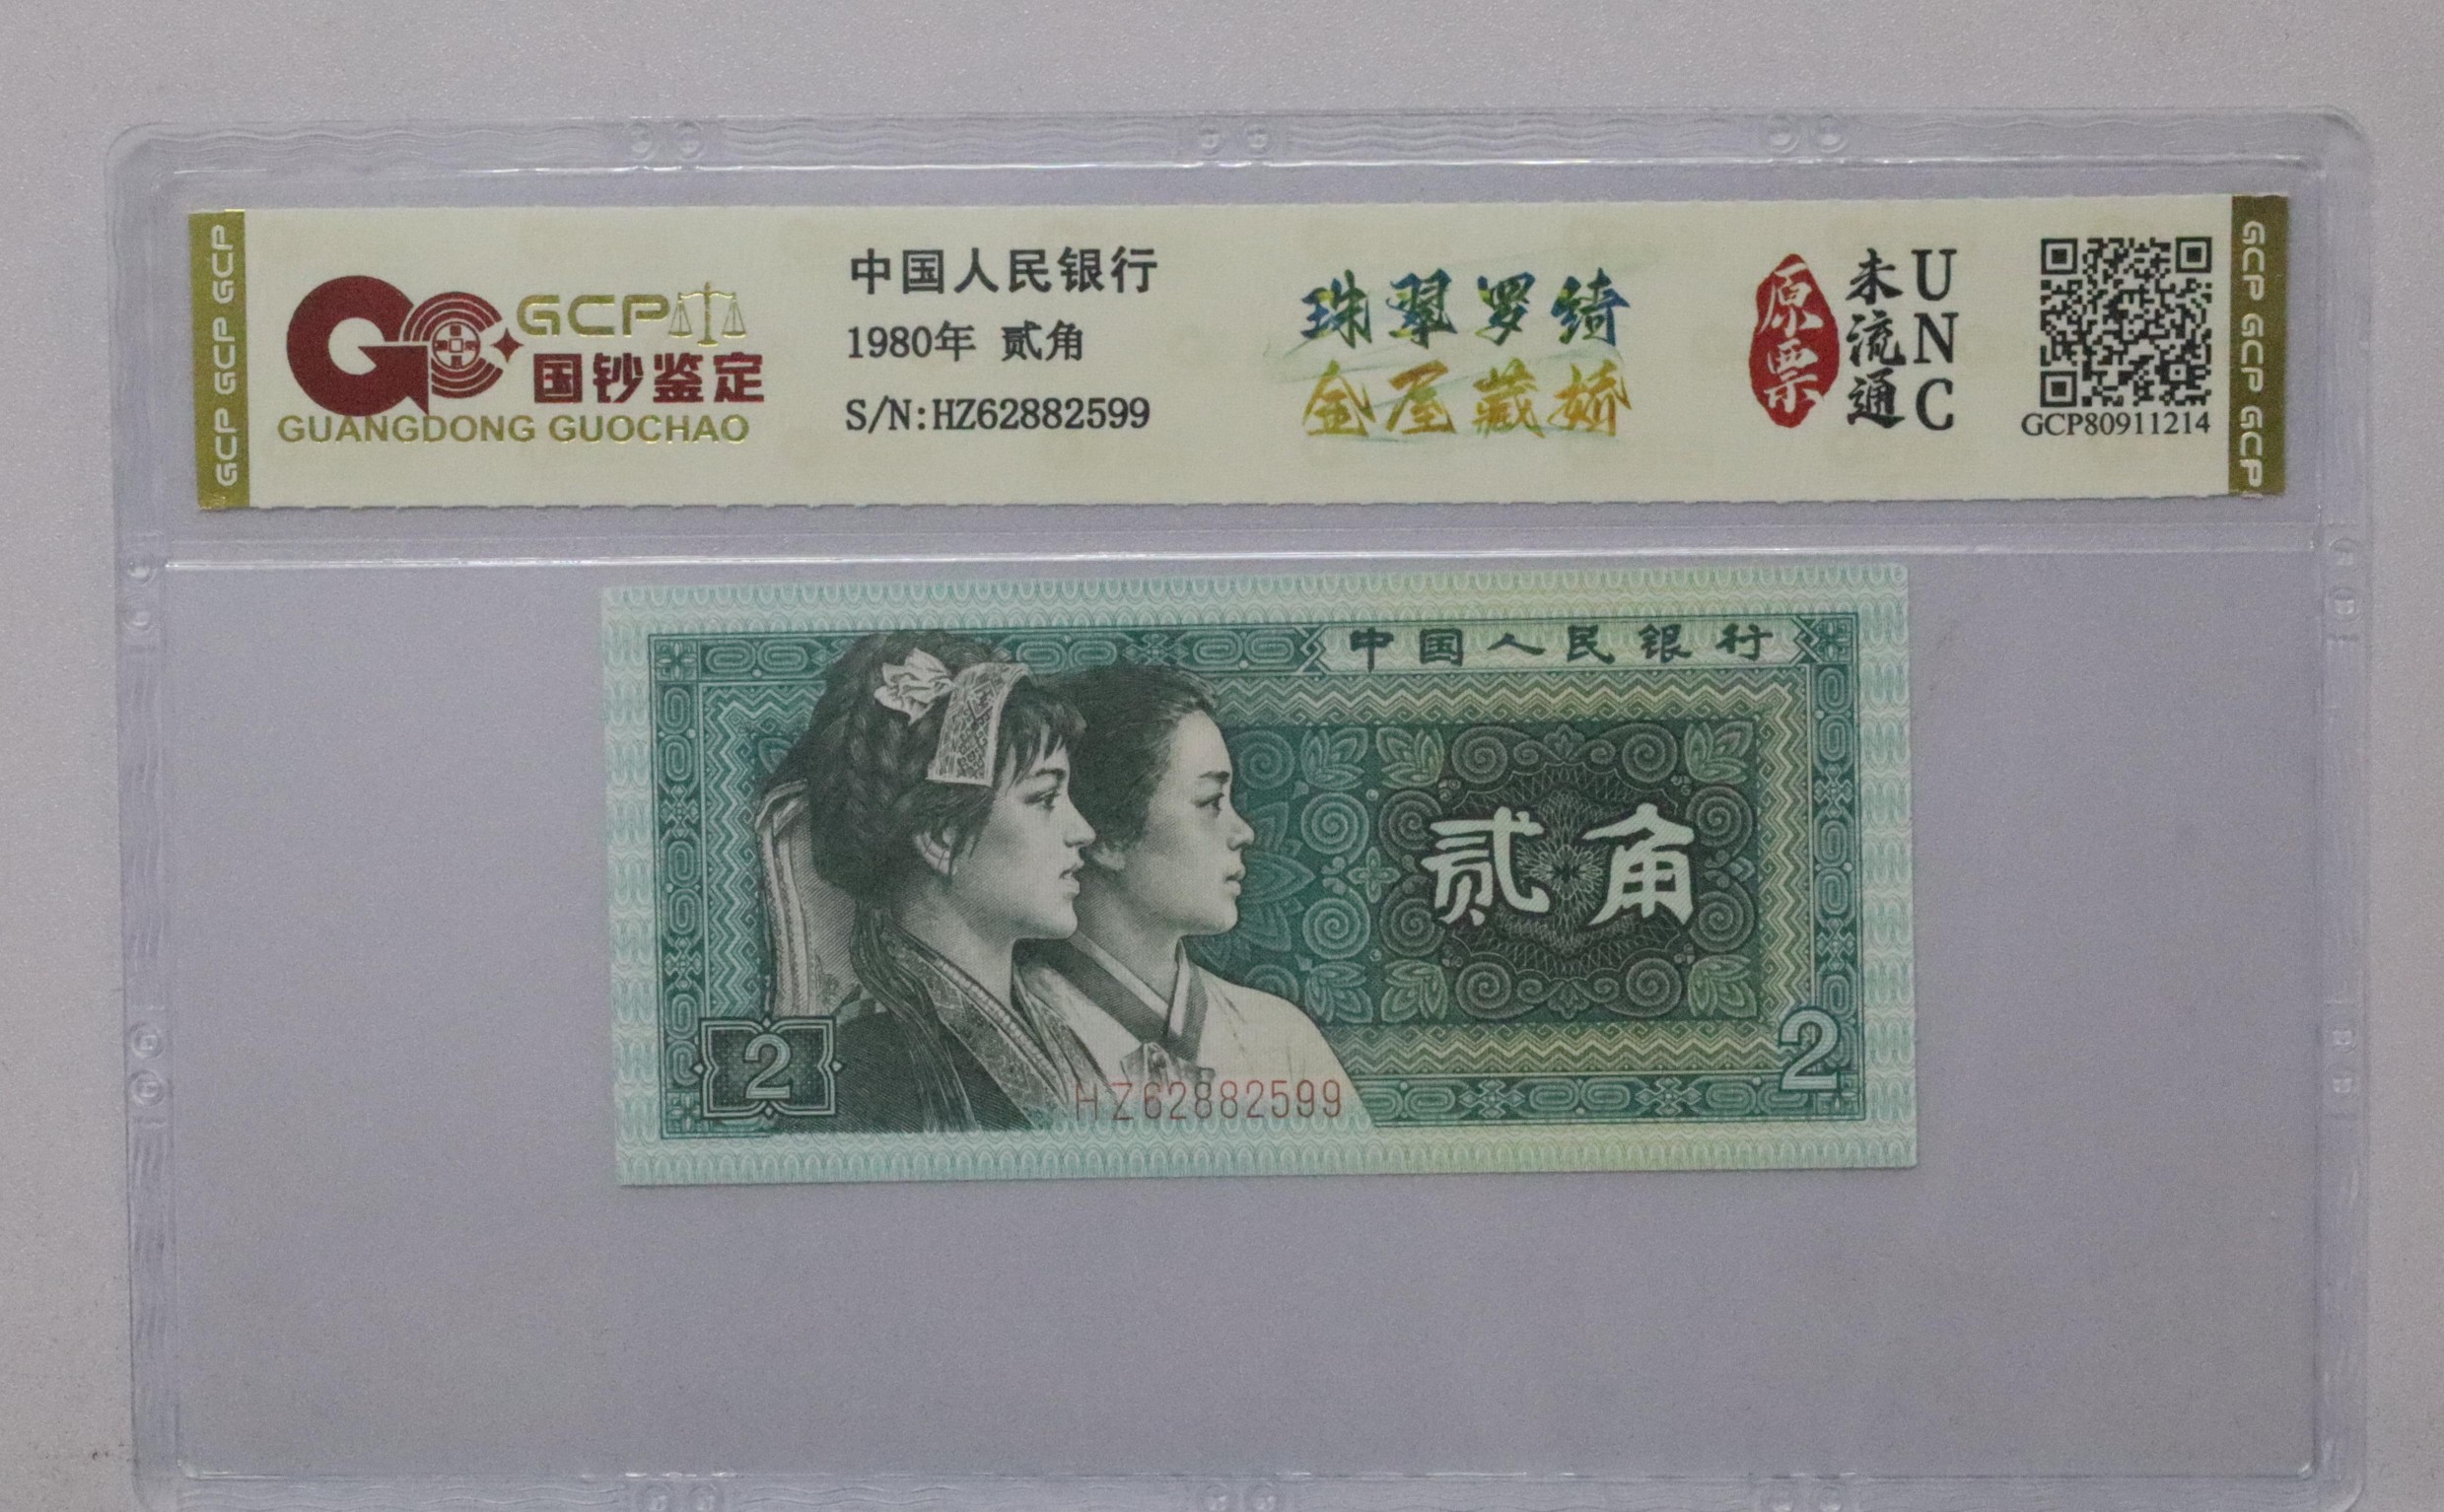 GCP GCP GCP
GCP
国钞鉴定
GUANGDONG GUOCHAO
中国人民银行
1980年 贰角
S/N:HZ62882599
珠翠罗绮
金屋藏娇
原票
未流通
UNC
GCP80911214
GCP GCP GCP
中国人民银行
贰角
2
2
HZ62882599